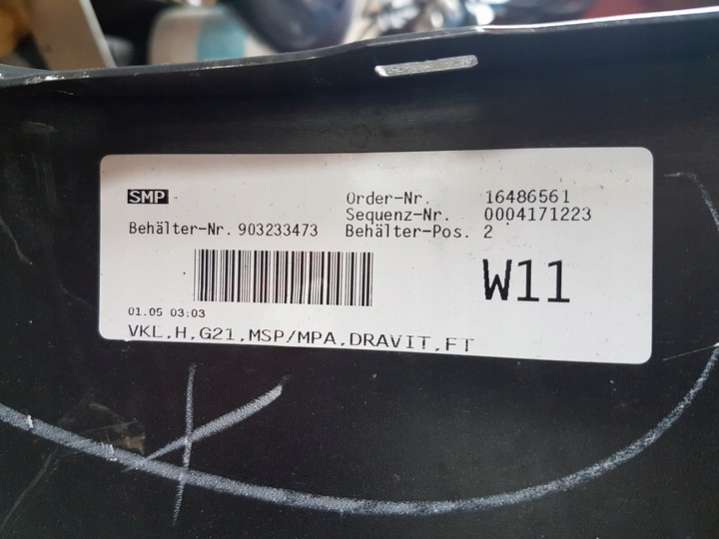 SMP
Order-Nr. 16486561
Sequenz-Nr. 0004171223
Behälter-Nr. 903233473 Behälter-Pos. 2
W11
01.05 03:03
VKL,H,G21,MSP/MPA,DRAVIT,FT